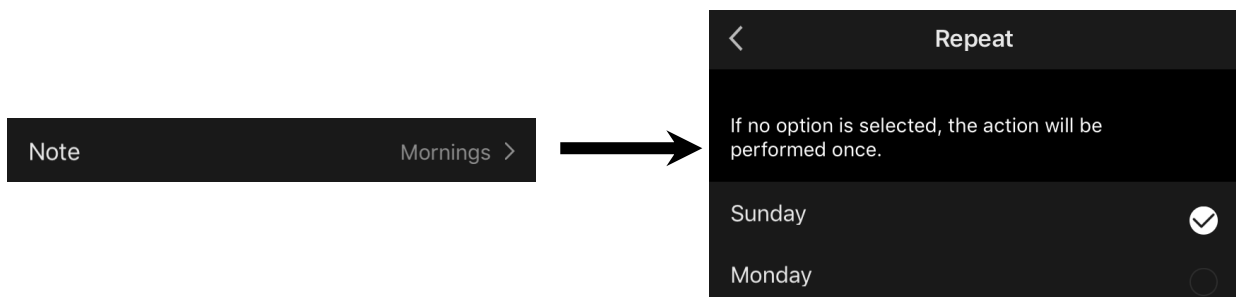 Note Mornings
Repeat
If no option is selected, the action will be
performed once.
Sunday
Monday